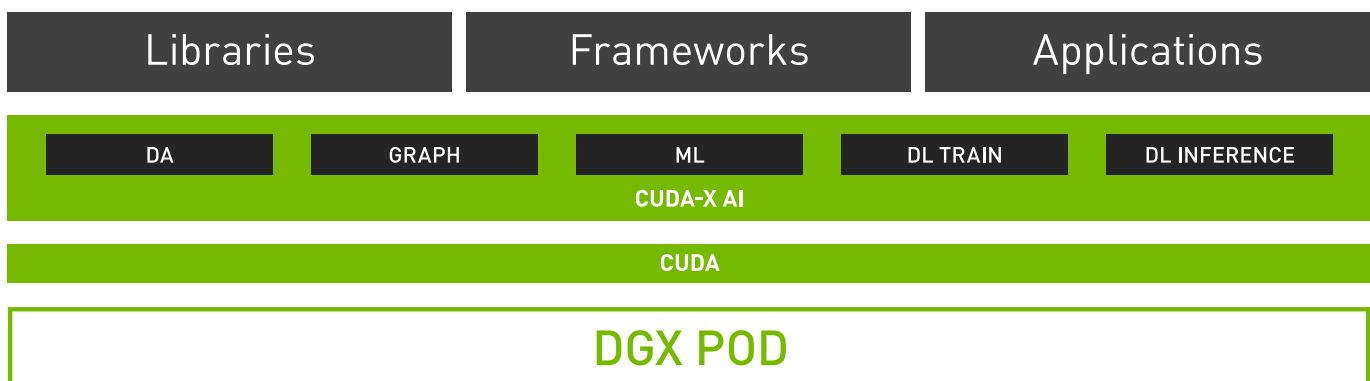 Libraries Frameworks Applications
DA GRAPH ML DL TRAIN DL INFERENCE
CUDA-X AI
CUDA
DGX POD